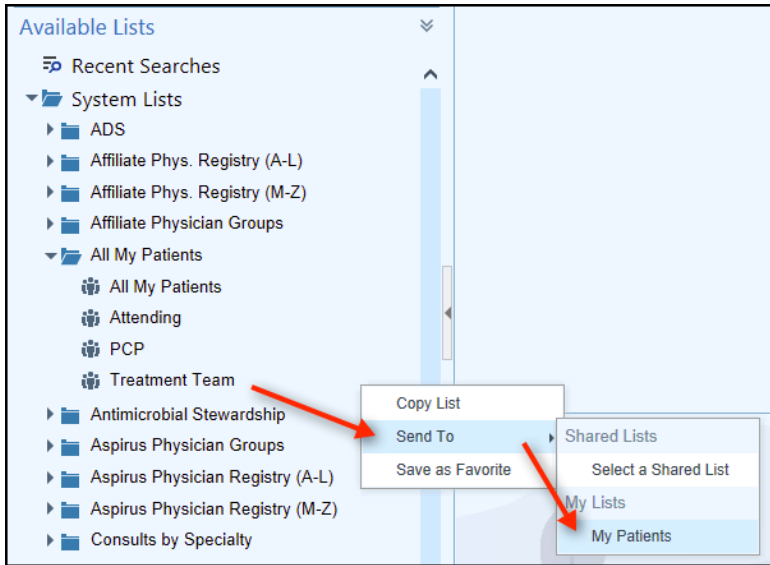 Available Lists
Recent Searches
System Lists
ADS
Affiliate Phys. Registry (A-L)
Affiliate Phys. Registry (M-Z)
Affiliate Physician Groups
All My Patients
All My Patients
Attending
PCP
Treatment Team
Antimicrobial Stewardship
Aspirus Physician Groups
Aspirus Physician Registry (A-L)
Aspirus Physician Registry (M-Z)
Consults by Specialty
Copy List
Send To
Save as Favorite
Shared Lists
Select a Shared List
My Lists
My Patients